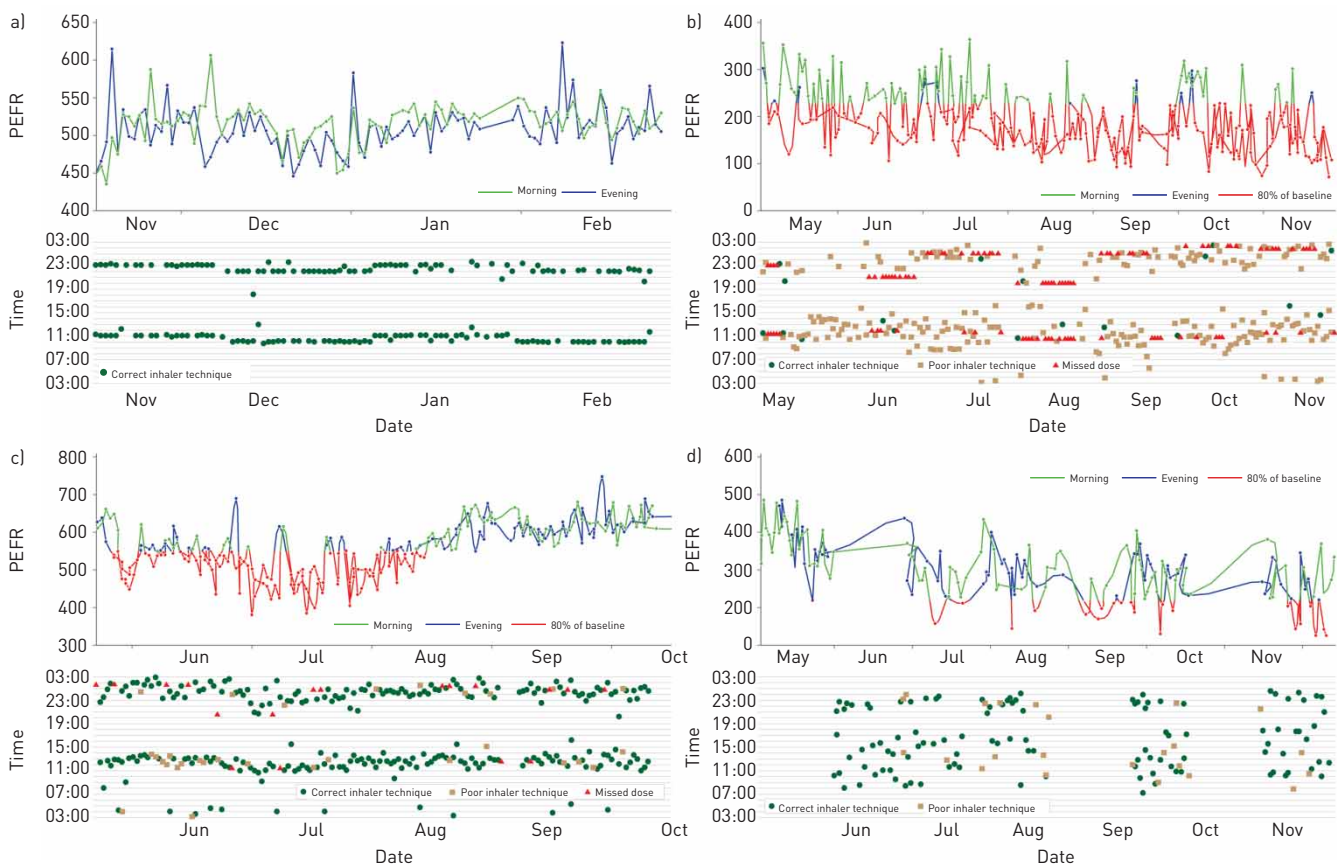 a)
650
600
550
500
450
400
PEFR
Morning Evening
Nov Dec Jan Feb
03:00
23:00
19:00
15:00
11:00
07:00
03:00
Time
Correct inhaler technique
Nov Dec Jan Feb
Date
b)
400
300
200
100
0
PEFR
Morning Evening 80% of baseline
May Jun Jul Aug Sep Oct Nov
03:00
23:00
19:00
15:00
11:00
07:00
03:00
Time
Correct inhaler technique Poor inhaler technique Missed dose
May Jun Jul Aug Sep Oct Nov
Date
c)
800
700
600
500
400
300
PEFR
Morning Evening 80% of baseline
Jun Jul Aug Sep Oct
03:00
23:00
19:00
15:00
11:00
07:00
03:00
Time
Correct inhaler technique Poor inhaler technique Missed dose
Jun Jul Aug Sep Oct
Date
d)
600
500
400
300
200
100
0
PEFR
Morning Evening 80% of baseline
May Jun Jul Aug Sep Oct Nov
03:00
23:00
19:00
15:00
11:00
07:00
03:00
Time
Correct inhaler technique Poor inhaler technique
Jun Jul Aug Sep Oct Nov
Date